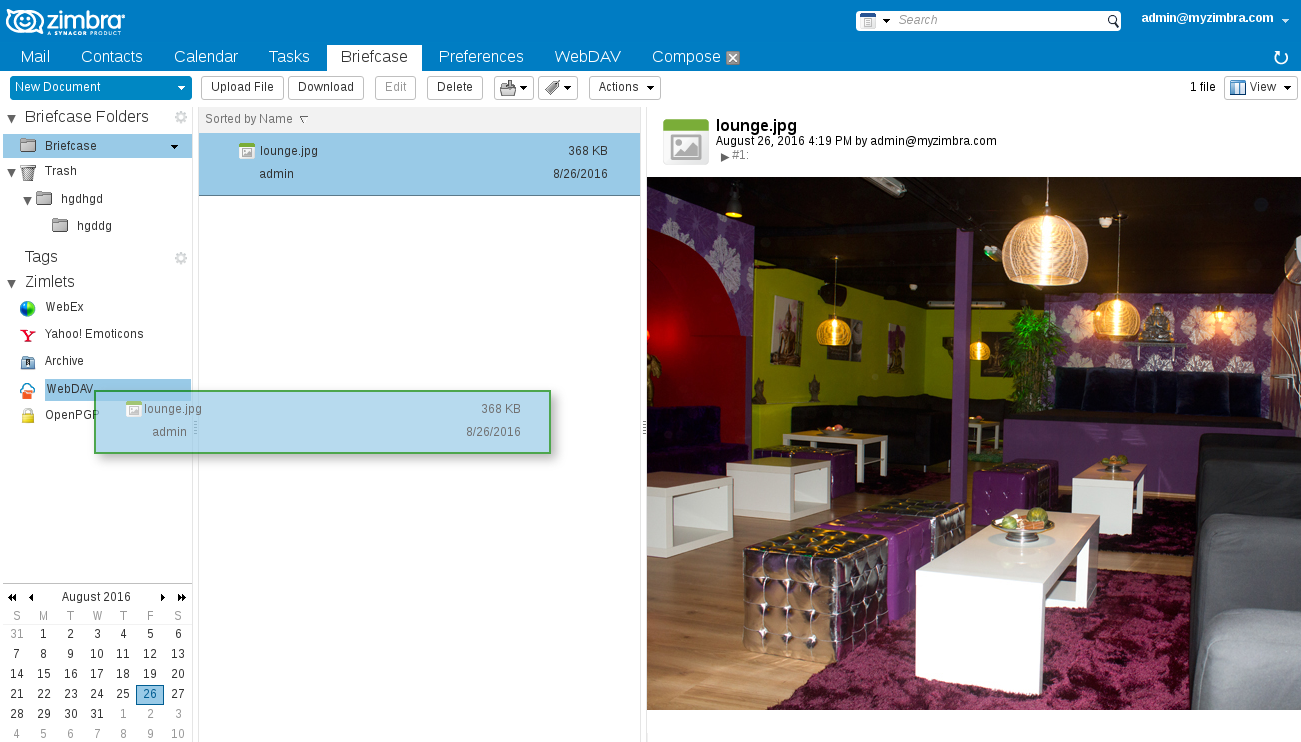 zimbra
A SYNACOR PRODUCT
Search
admin@myzimbra.com
Mail Contacts Calendar Tasks Briefcase Preferences WebDAV Compose
New Document Upload File Download Edit Delete Actions 1 file View
Briefcase Folders
Briefcase
Trash
hgdhgd
hgddg
Tags
Zimlets
WebEx
Yahoo! Emoticons
Archive
WebDAV
OpenPGP
Sorted by Name
lounge.jpg 368 KB
admin 8/26/2016
lounge.jpg 368 KB
admin 8/26/2016
lounge.jpg
August 26, 2016 4:19 PM by admin@myzimbra.com
#1:
August 2016
S M T W T F S
31 1 2 3 4 5 6
7 8 9 10 11 12 13
14 15 16 17 18 19 20
21 22 23 24 25 26 27
28 29 30 31 1 2 3
4 5 6 7 8 9 10